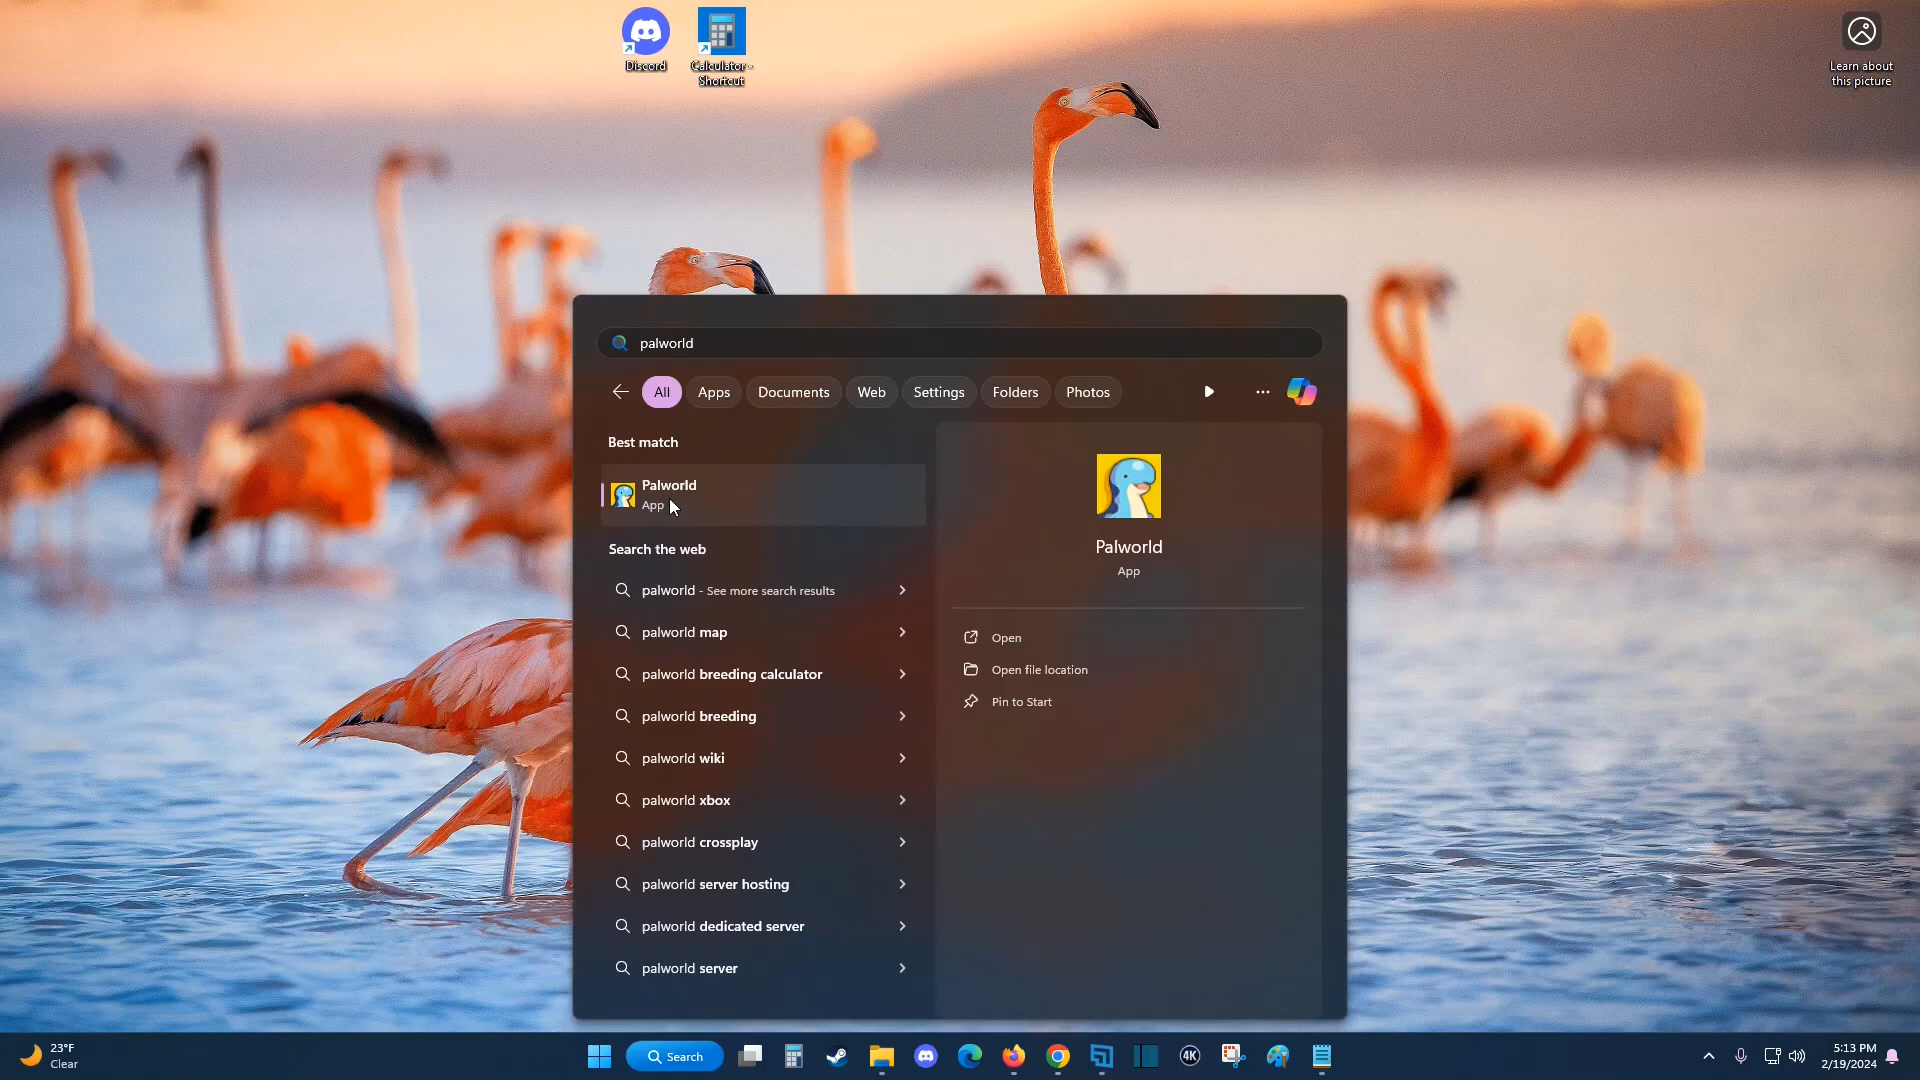 Discord
Calculator -
Shortcut
Learn about
this picture
palworld
All
Apps
Documents
Web
Settings
Folders
Photos
Best match
Palworld
App
Search the web
palworld - See more search results
palworld map
palworld breeding calculator
palworld breeding
palworld wiki
palworld xbox
palworld crossplay
palworld server hosting
palworld dedicated server
palworld server
Palworld
App
Open
Open file location
Pin to Start
23°F
Clear
Search
4K
5:13 PM
2/19/2024